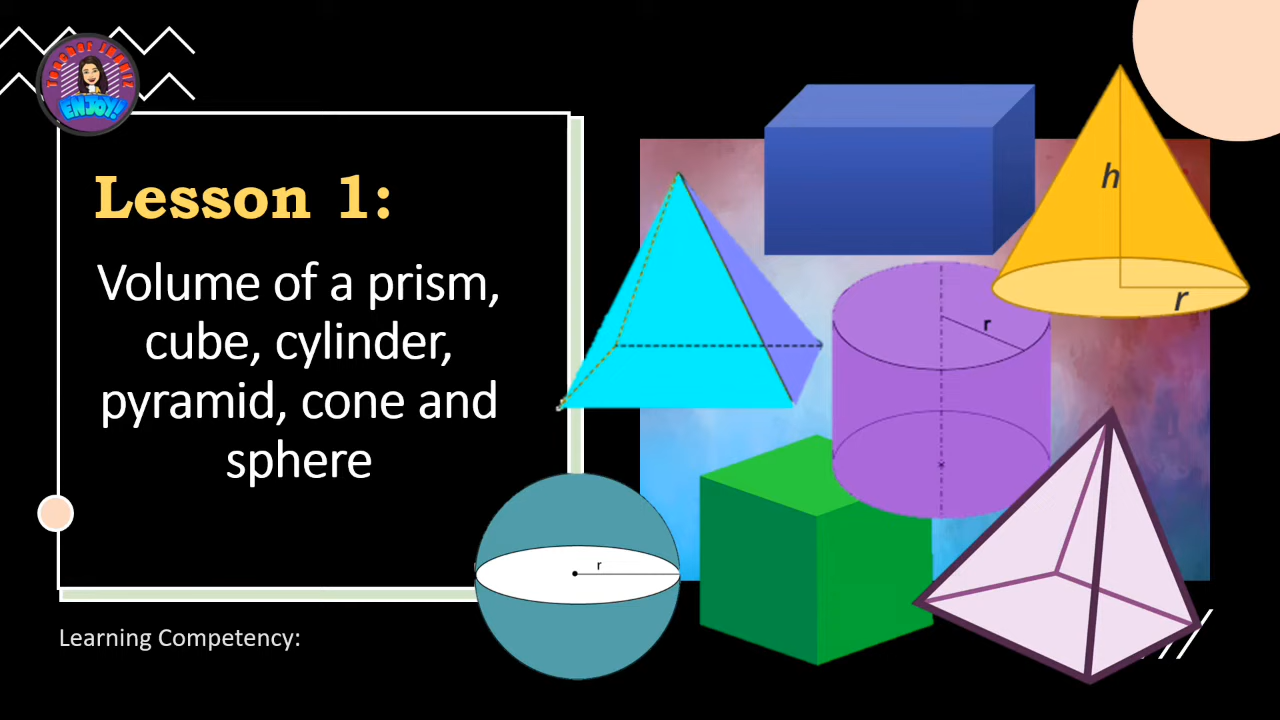 ENJOY!
Lesson 1:
Volume of a prism,
cube, cylinder,
pyramid, cone and
sphere
Learning Competency:
h
r
r
r